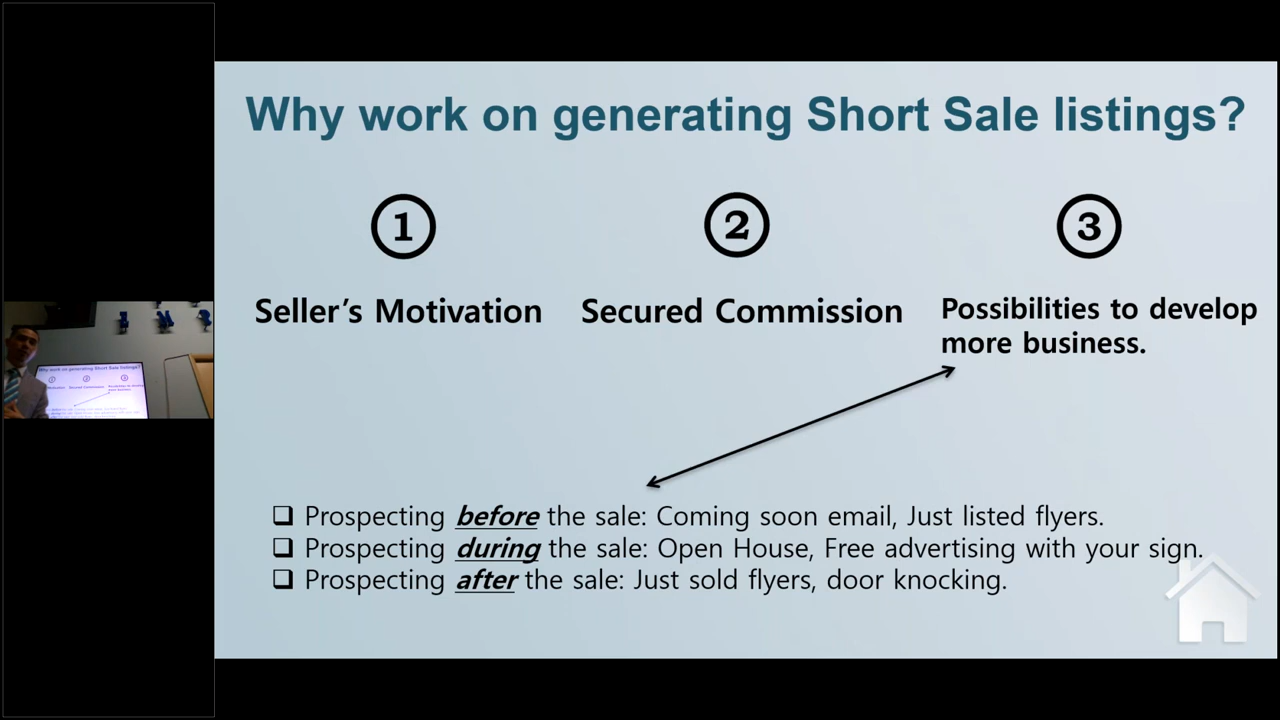 Why work on generating Short Sale listings?
1
2
3
Seller’s Motivation
Secured Commission
Possibilities to develop
more business.
❑ Prospecting before the sale: Coming soon email, Just listed flyers.
❑ Prospecting during the sale: Open House, Free advertising with your sign.
❑ Prospecting after the sale: Just sold flyers, door knocking.